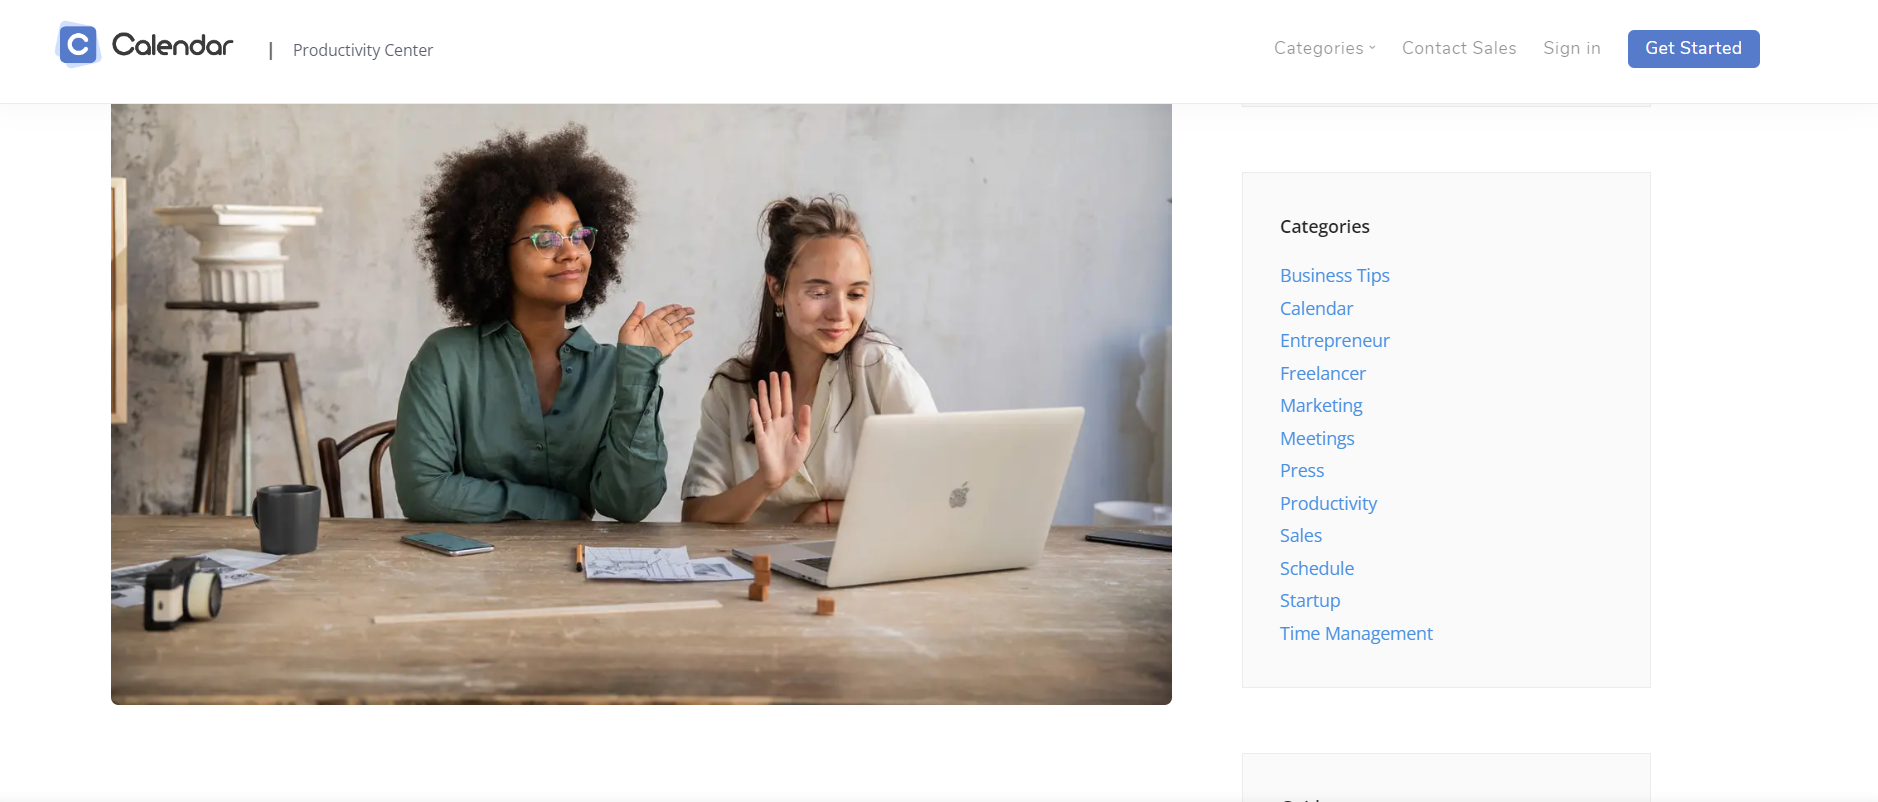 C Calendar | Productivity Center
Categories
Contact Sales
Sign in
Get Started
Categories
Business Tips
Calendar
Entrepreneur
Freelancer
Marketing
Meetings
Press
Productivity
Sales
Schedule
Startup
Time Management